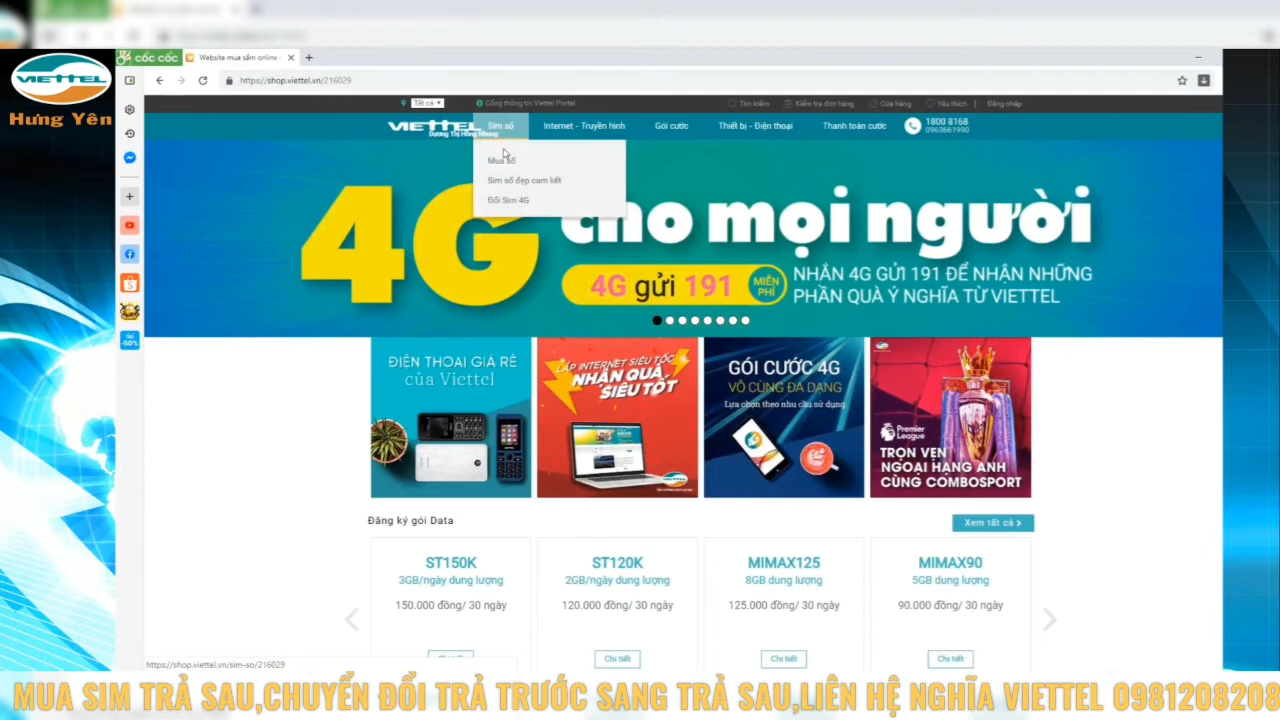 VIETTEL
Hưng Yên
CỐC CỐC
Website mua sắm online
https://shop.viettel.vn/216029
Tất cả
Cổng thông tin Viettel Portal
Tìm kiếm
Kiểm tra đơn hàng
Cửa hàng
Yêu thích
Đăng nhập
VIETTEL
Dương Thị Hồng Nhung
Sim số
Internet - Truyền hình
Gói cước
Thiết bị - Điện thoại
Thanh toán cước
1800 8168
0963661990
Mua số
Sim số đẹp cam kết
Đổi Sim 4G
4G cho mọi người
4G gửi 191 MIỄN PHÍ
NHẮN 4G GỬI 191 ĐỂ NHẬN NHỮNG
PHẦN QUÀ Ý NGHĨA TỪ VIETTEL
-50%
ĐIỆN THOẠI GIÁ RẺ
của Viettel
LẮP INTERNET SIÊU TỐC
NHẬN QUÀ
SIÊU TỐT
GÓI CƯỚC 4G
VÔ CÙNG ĐA DẠNG
Lựa chọn theo nhu cầu sử dụng
Premier
League
TRỌN VẸN
NGOẠI HẠNG ANH
CÙNG COMBOSPORT
Đăng ký gói Data
Xem tất cả
ST150K
3GB/ngày dung lượng
150.000 đồng/ 30 ngày
ST120K
2GB/ngày dung lượng
120.000 đồng/ 30 ngày
Chi tiết
MIMAX125
8GB dung lượng
125.000 đồng/ 30 ngày
Chi tiết
MIMAX90
5GB dung lượng
90.000 đồng/ 30 ngày
Chi tiết
https://shop.viettel.vn/sim-so/216029
MUA SIM TRẢ SAU,CHUYỂN ĐỔI TRẢ TRƯỚC SANG TRẢ SAU,LIÊN HỆ NGHĨA VIETTEL 0981208208